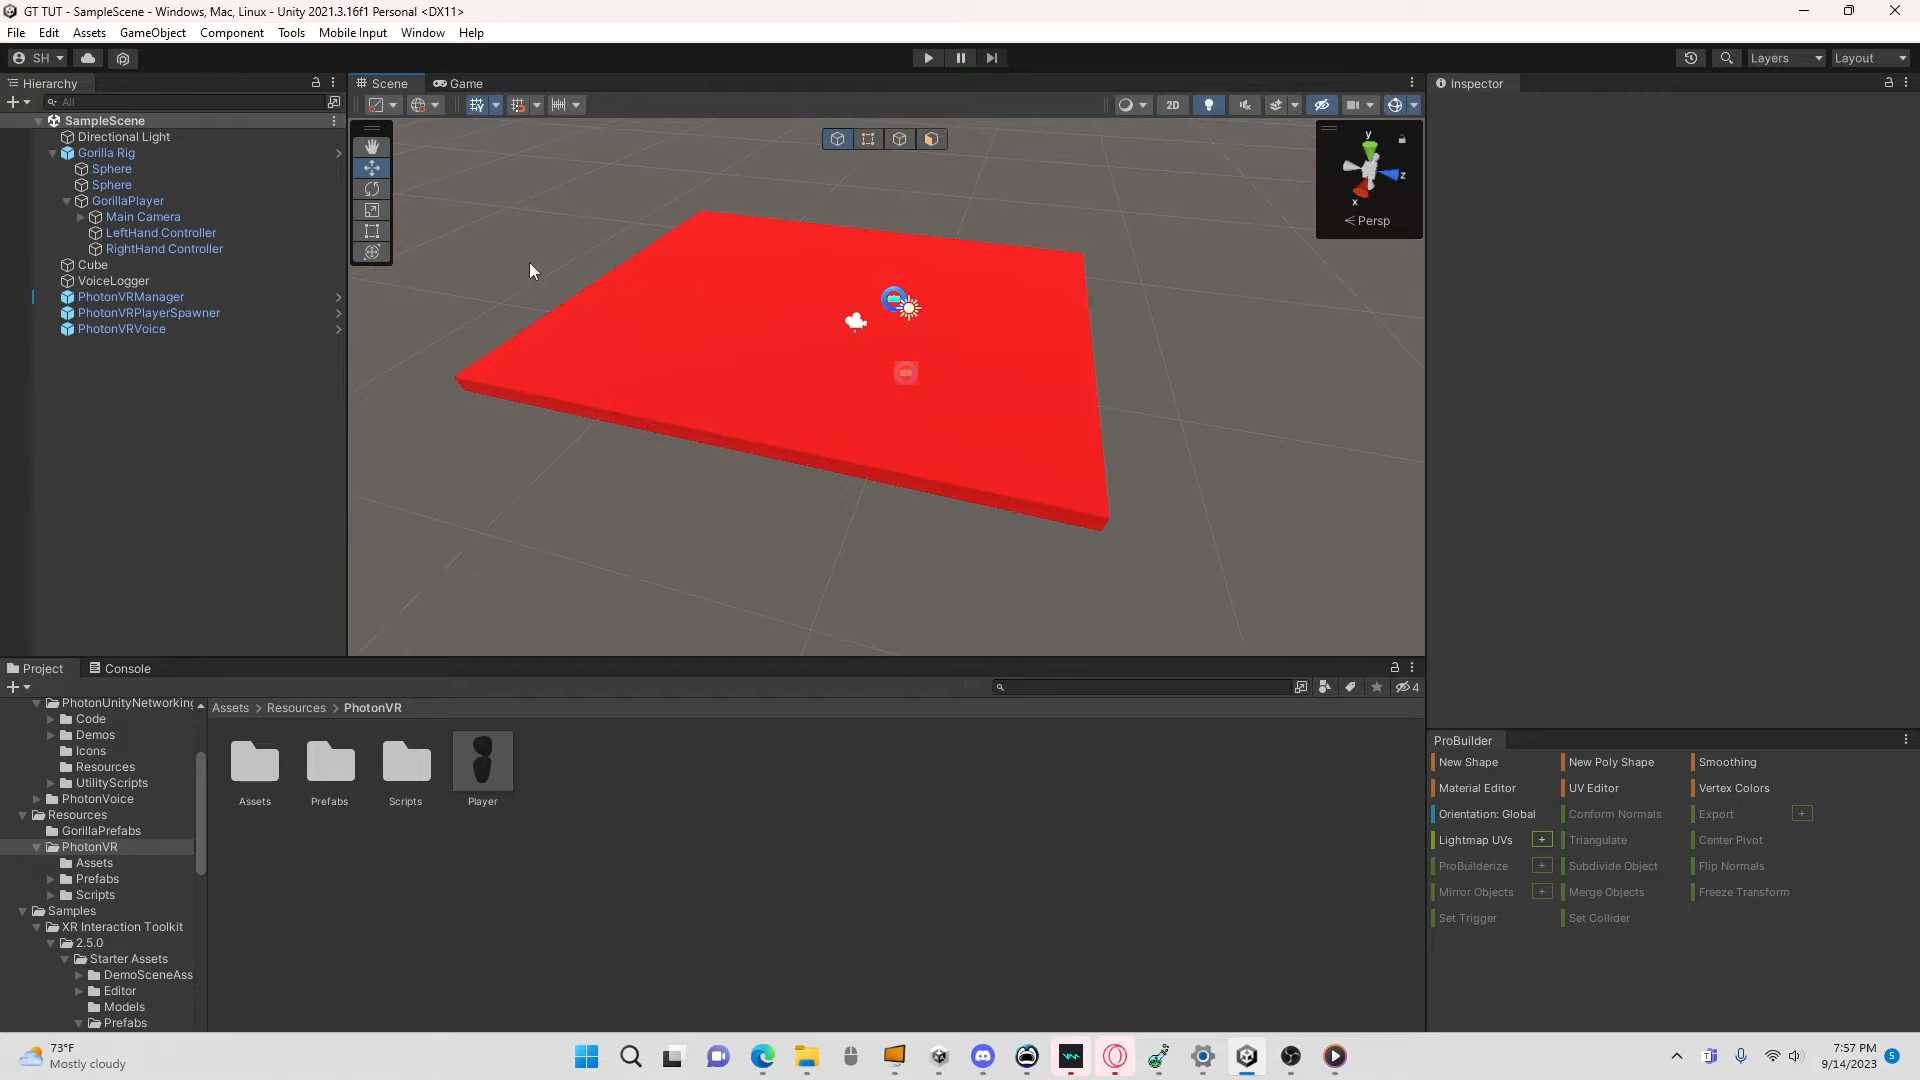 GT TUT - SampleScene - Windows, Mac, Linux - Unity 2021.3.16f1 Personal <DX11>
File Edit Assets GameObject Component Tools Mobile Input Window Help
SH Layers Layout
Hierarchy
All
SampleScene
Directional Light
Gorilla Rig
Sphere
Sphere
GorillaPlayer
Main Camera
LeftHand Controller
RightHand Controller
Cube
VoiceLogger
PhotonVRManager
PhotonVRPlayerSpawner
PhotonVRVoice
Scene Game
2D
y
z
x
Persp
Inspector
Project Console
4
PhotonUnityNetworking
Code
Demos
Icons
Resources
UtilityScripts
PhotonVoice
Resources
GorillaPrefabs
PhotonVR
Assets
Prefabs
Scripts
Samples
XR Interaction Toolkit
2.5.0
Starter Assets
DemoSceneAss
Editor
Models
Prefabs
Assets > Resources > PhotonVR
Assets Prefabs Scripts Player
ProBuilder
New Shape New Poly Shape Smoothing
Material Editor UV Editor Vertex Colors
Orientation: Global Conform Normals Export +
Lightmap UVs + Triangulate Center Pivot
ProBuilderize + Subdivide Object Flip Normals
Mirror Objects + Merge Objects Freeze Transform
Set Trigger Set Collider
73°F
Mostly cloudy
7:57 PM
9/14/2023
5